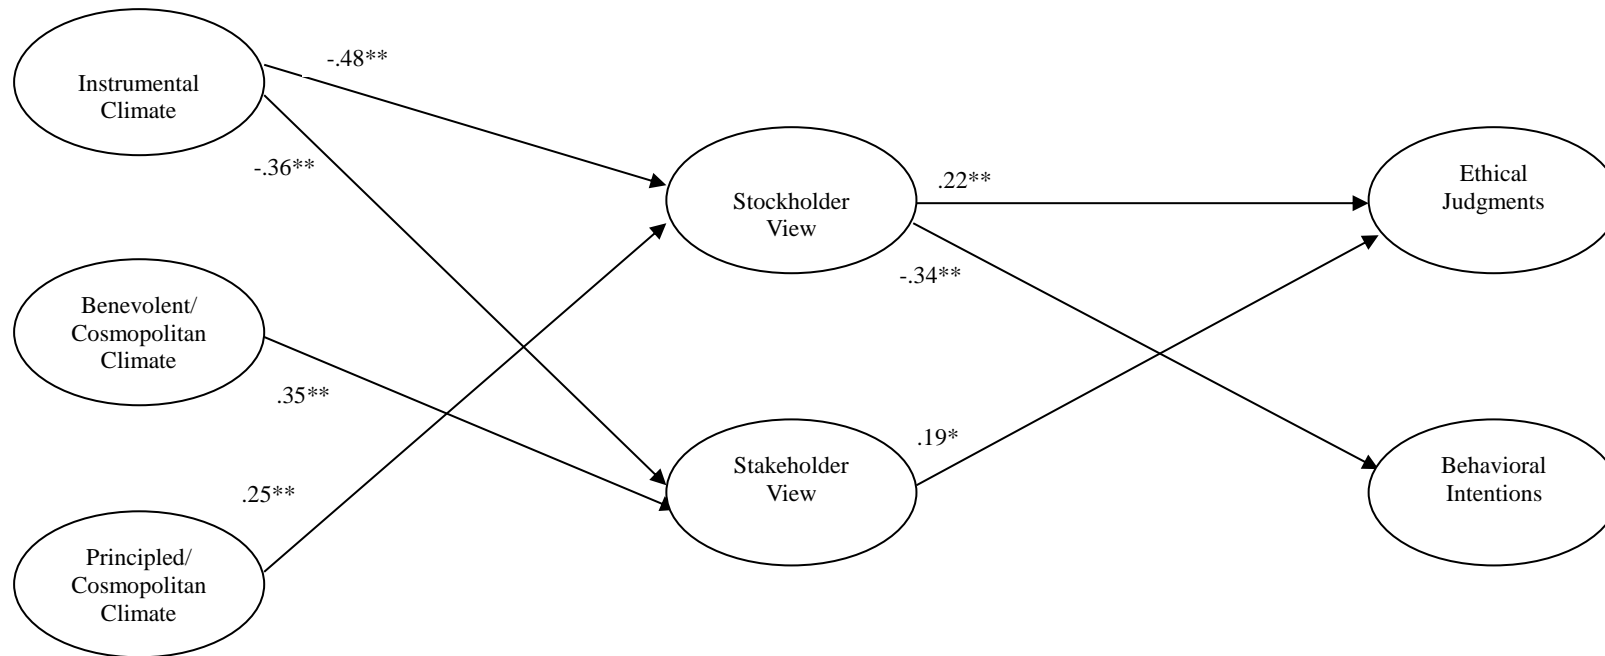 Instrumental
Climate
-.48**
-.36**
Benevolent/
Cosmopolitan
Climate
.35**
Principled/
Cosmopolitan
Climate
.25**
Stockholder
View
.22**
-.34**
Stakeholder
View
.19*
Ethical
Judgments
Behavioral
Intentions